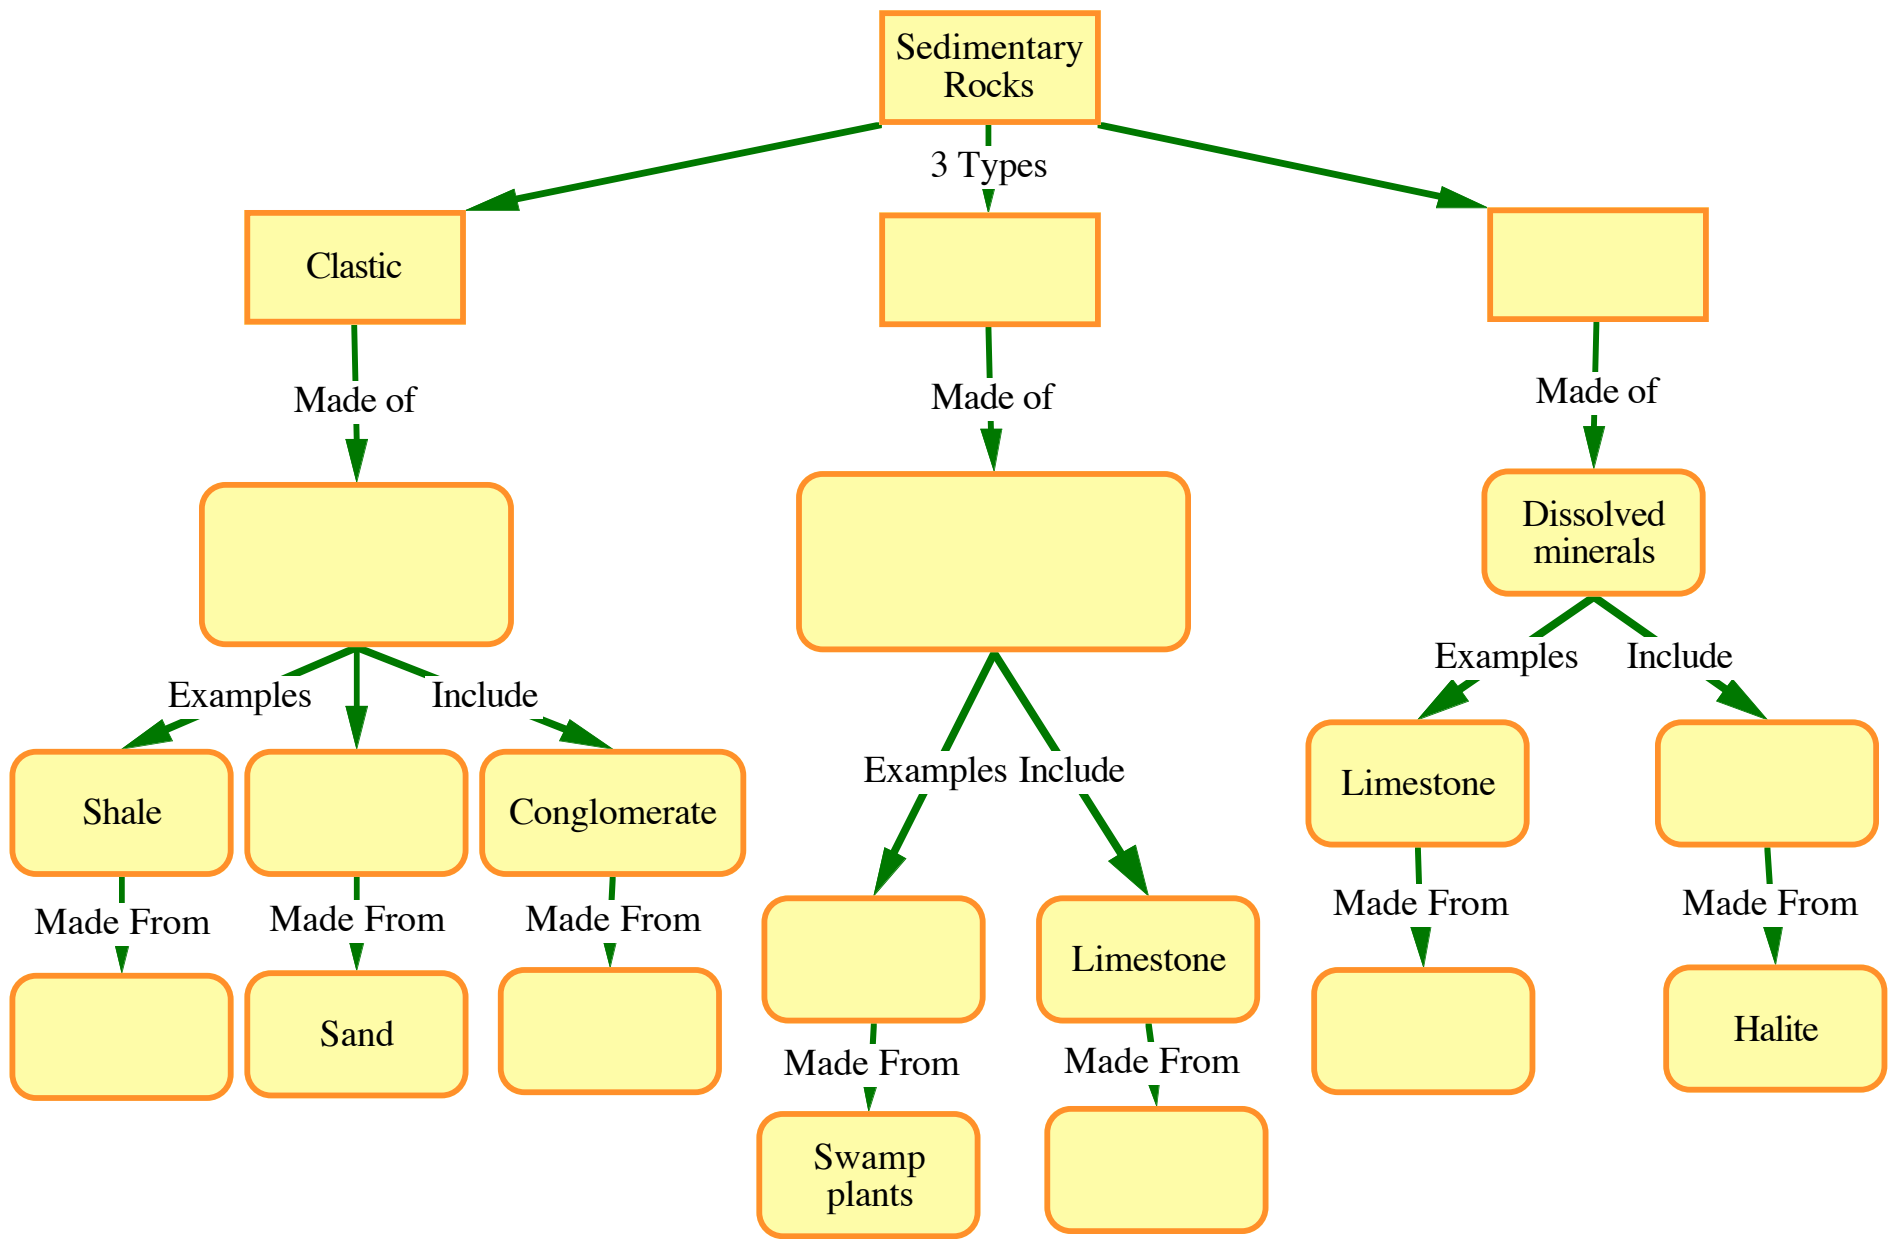 Sedimentary
Rocks
3 Types
Clastic
Made of
Made of
Made of
Dissolved
minerals
Examples
Include
Examples
Include
Examples
Include
Shale
Conglomerate
Limestone
Made From
Made From
Made From
Limestone
Made From
Made From
Sand
Halite
Made From
Made From
Swamp
plants